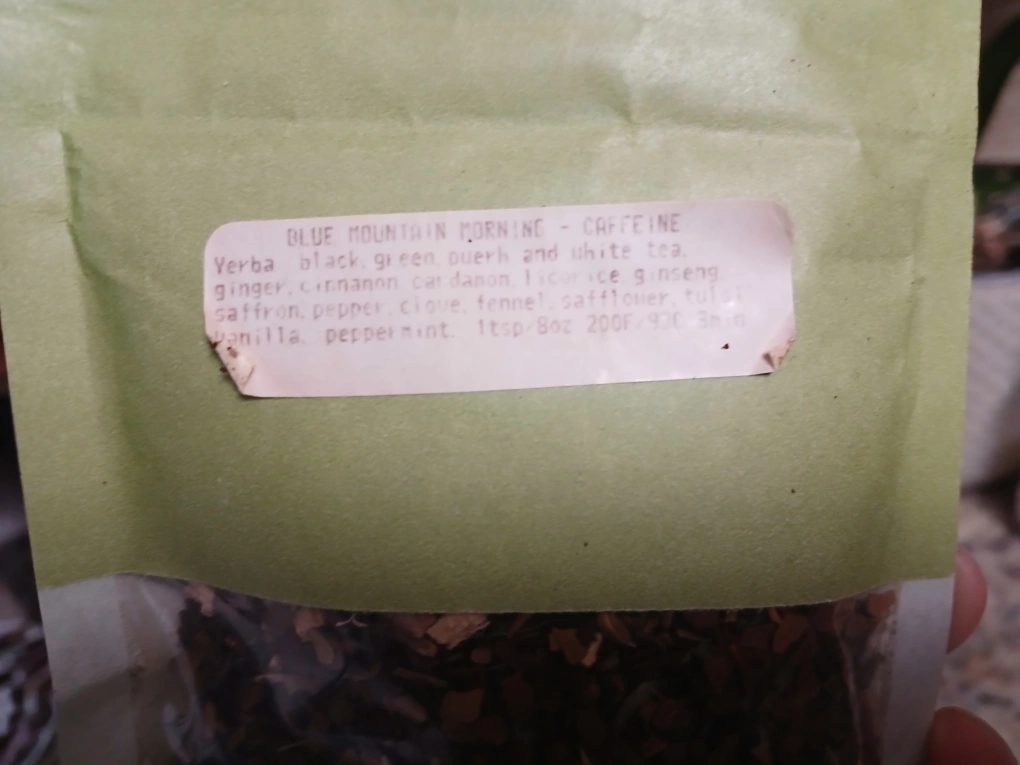 BLUE MOUNTAIN MORNING - CAFFEINE
Yerba black, green, puerh and white tea,
ginger, cinnamon, cardamon, licorice, ginseng
saffron, pepper, clove, fennel, safflower, tulsi
vanilla, peppermint. 1tsp/8oz 200F/93C 3min